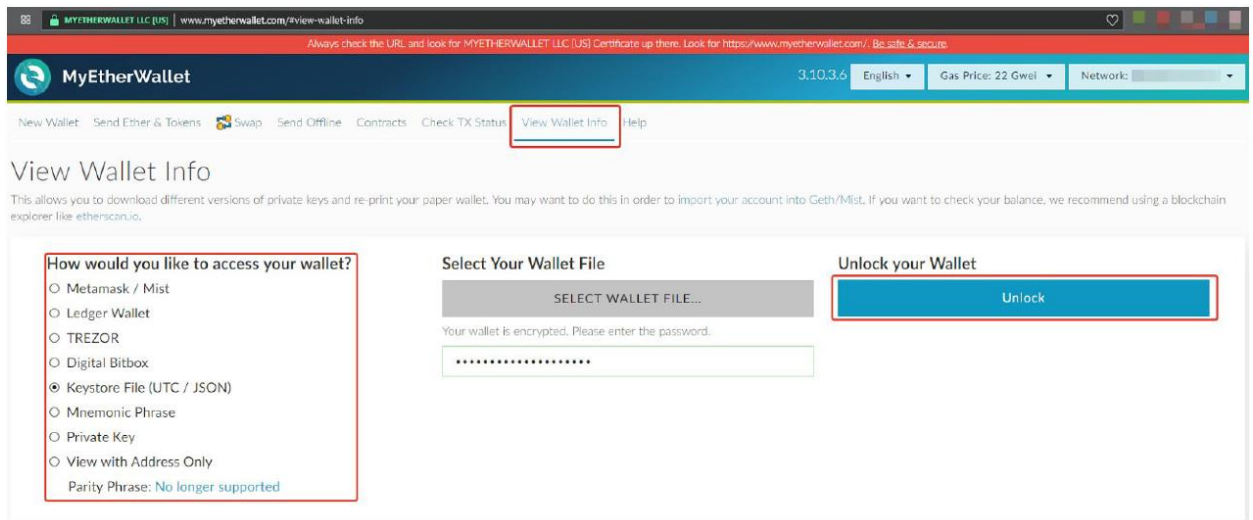 MYETHERWALLET LLC [US] www.myetherwallet.com/#view-wallet-info
Always check the URL and look for MYETHERWALLET LLC [US] Certificate up there. Look for https://www.myetherwallet.com/. Be safe & secure.
MyEtherWallet 3.10.3.6 English Gas Price: 22 Gwei Network:
New Wallet Send Ether & Tokens Swap Send Offline Contracts Check TX Status View Wallet Info Help
View Wallet Info
This allows you to download different versions of private keys and re-print your paper wallet. You may want to do this in order to import your account into Geth/Mist. If you want to check your balance, we recommend using a blockchain
explorer like etherscan.io.
How would you like to access your wallet?
Metamask / Mist
Ledger Wallet
TREZOR
Digital Bitbox
Keystore File (UTC / JSON)
Mnemonic Phrase
Private Key
View with Address Only
Parity Phrase: No longer supported
Select Your Wallet File
SELECT WALLET FILE...
Your wallet is encrypted. Please enter the password.
••••••••••••••••••••
Unlock your Wallet
Unlock